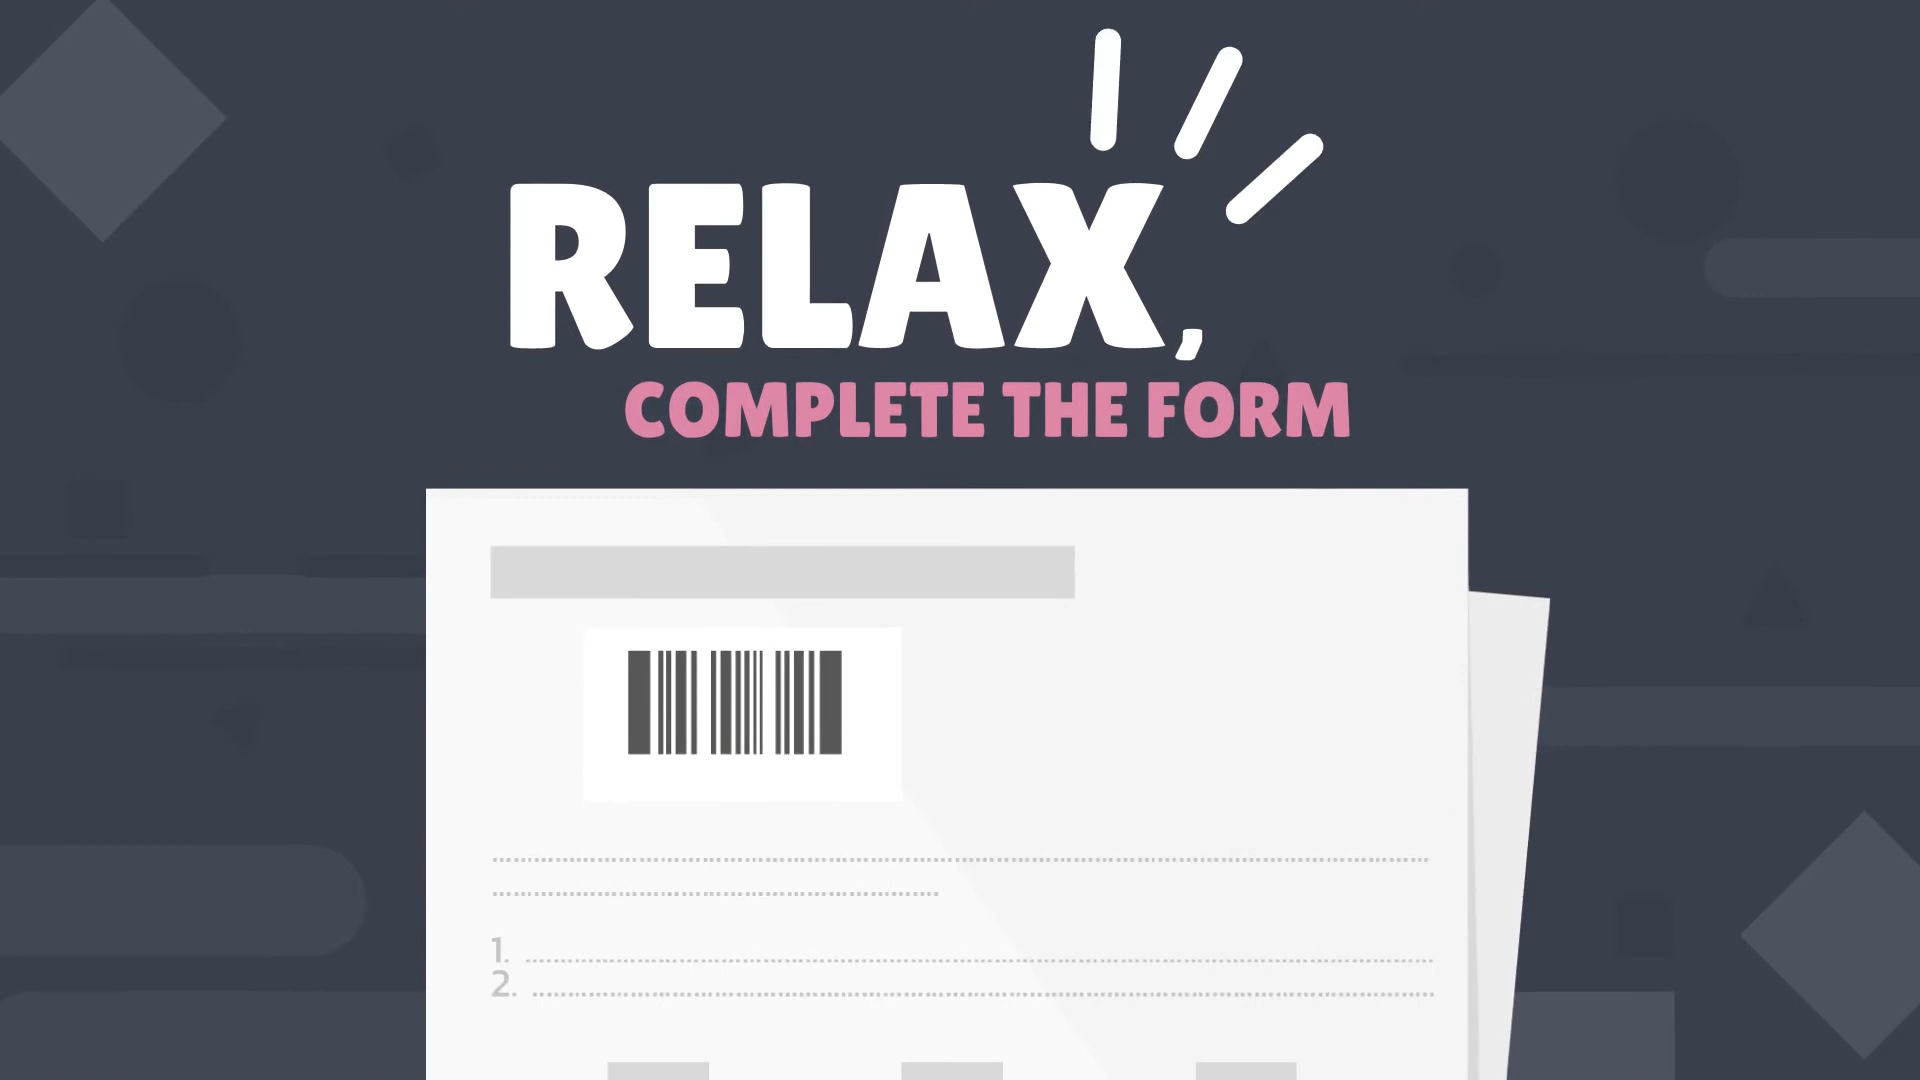 RELAX,
COMPLETE THE FORM
1.
2.